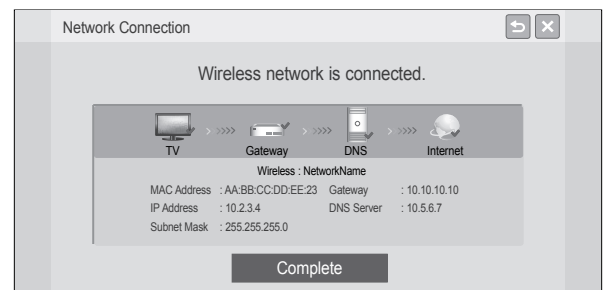 Network Connection
Wireless network is connected.
TV Gateway DNS Internet
Wireless : NetworkName
MAC Address : AA:BB:CC:DD:EE:23 Gateway : 10.10.10.10
IP Address : 10.2.3.4 DNS Server : 10.5.6.7
Subnet Mask : 255.255.255.0
Complete